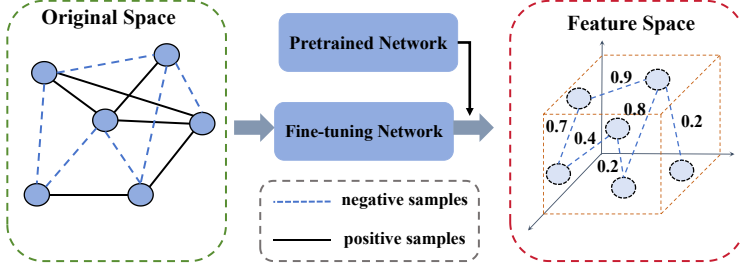 Original Space
Pretrained Network
Fine-tuning Network
negative samples
positive samples
Feature Space
0.9
0.7
0.8
0.4
0.2
0.2